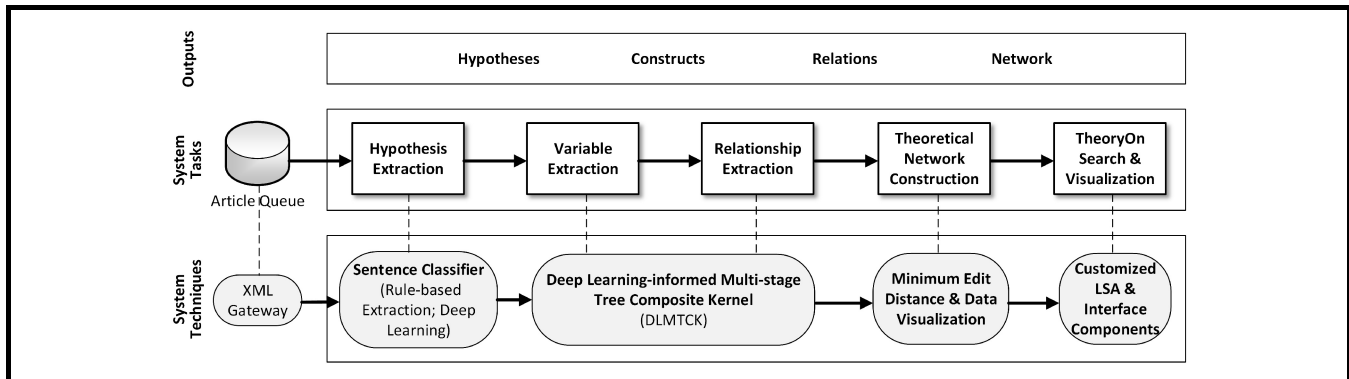 Outputs
Hypotheses Constructs Relations Network
System
Tasks
Article Queue
Hypothesis
Extraction
Variable
Extraction
Relationship
Extraction
Theoretical
Network
Construction
TheoryOn
Search &
Visualization
System
Techniques
XML
Gateway
Sentence Classifier
(Rule-based
Extraction; Deep
Learning)
Deep Learning-informed Multi-stage
Tree Composite Kernel
(DLMTCK)
Minimum Edit
Distance & Data
Visualization
Customized
LSA &
Interface
Components